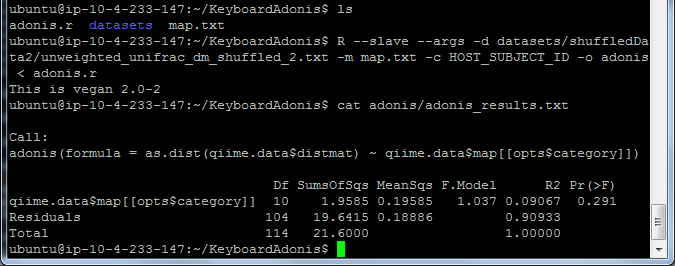 ubuntu@ip-10-4-233-147:~/KeyboardAdonis$ ls
adonis.r  datasets  map.txt
ubuntu@ip-10-4-233-147:~/KeyboardAdonis$ R --slave --args -d datasets/shuffledDa
ta2/unweighted_unifrac_dm_shuffled_2.txt -m map.txt -c HOST_SUBJECT_ID -o adonis
 < adonis.r
This is vegan 2.0-2
ubuntu@ip-10-4-233-147:~/KeyboardAdonis$ cat adonis/adonis_results.txt

Call:
adonis(formula = as.dist(qiime.data$distmat) ~ qiime.data$map[[opts$category]])

                                 Df SumsOfSqs MeanSqs F.Model      R2 Pr(>F)
qiime.data$map[[opts$category]]  10    1.9585 0.19585   1.037 0.09067  0.291
Residuals                       104   19.6415 0.18886         0.90933
Total                           114   21.6000                 1.00000
ubuntu@ip-10-4-233-147:~/KeyboardAdonis$